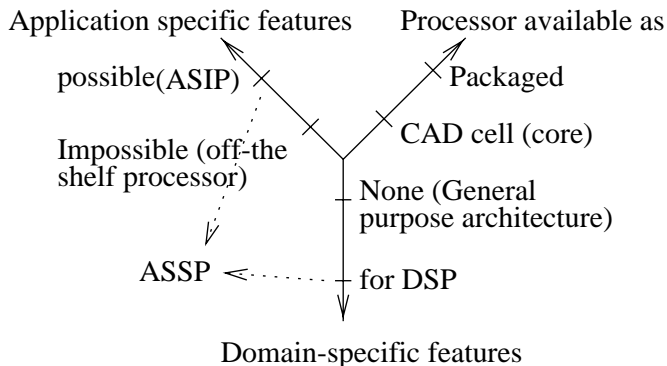 Application specific features
Processor available as
possible(ASIP)
Packaged
CAD cell (core)
Impossible (off-the
shelf processor)
None (General
purpose architecture)
ASSP
for DSP
Domain-specific features